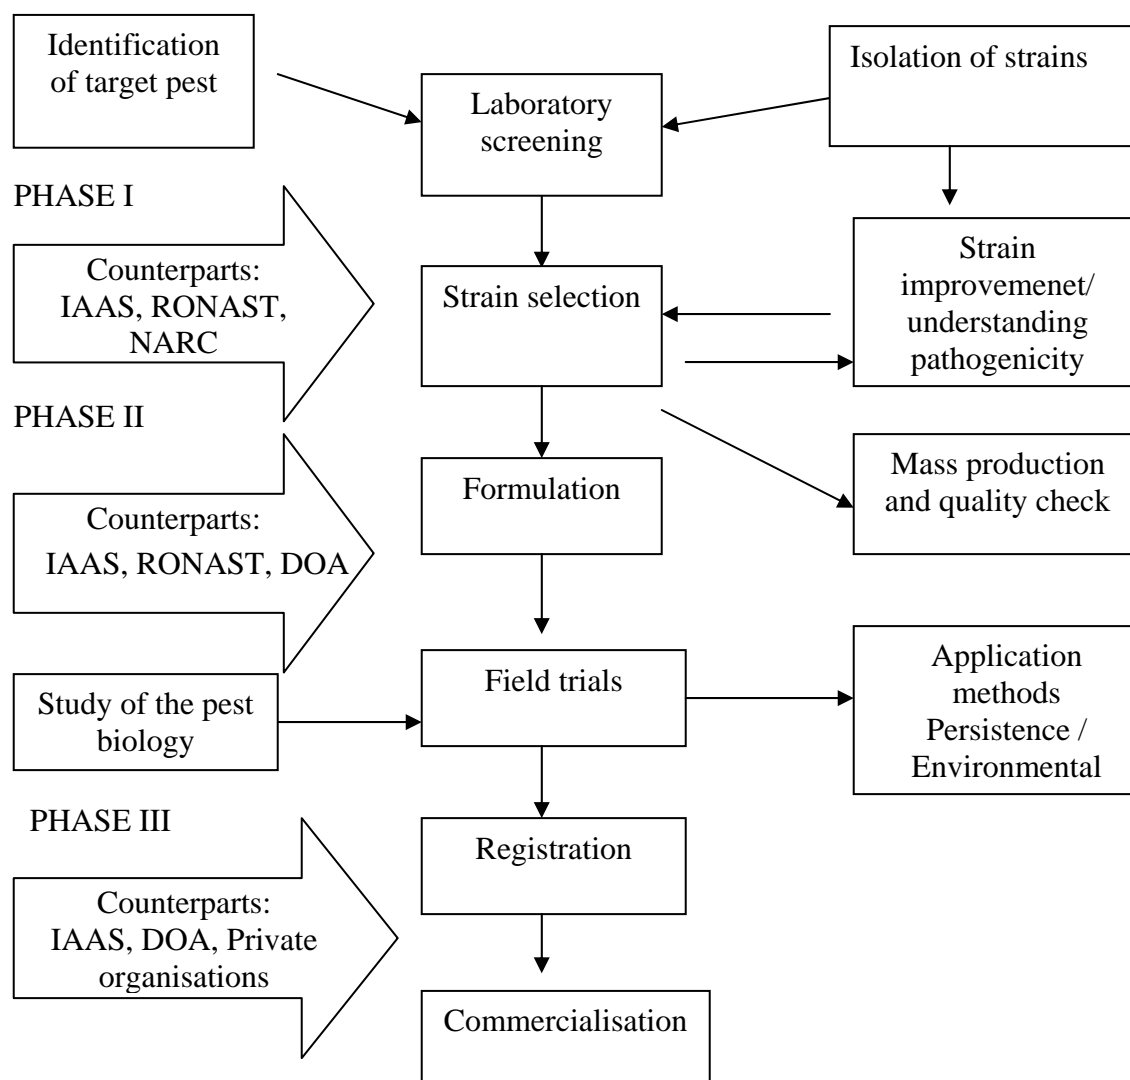 Identification
of target pest
Isolation of strains
Laboratory
screening
PHASE I
Counterparts:
IAAS, RONAST,
NARC
Strain selection
Strain
improvemenet/
understanding
pathogenicity
PHASE II
Counterparts:
IAAS, RONAST, DOA
Formulation
Mass production
and quality check
Study of the pest
biology
Field trials
Application
methods
Persistence /
Environmental
PHASE III
Counterparts:
IAAS, DOA, Private
organisations
Registration
Commercialisation